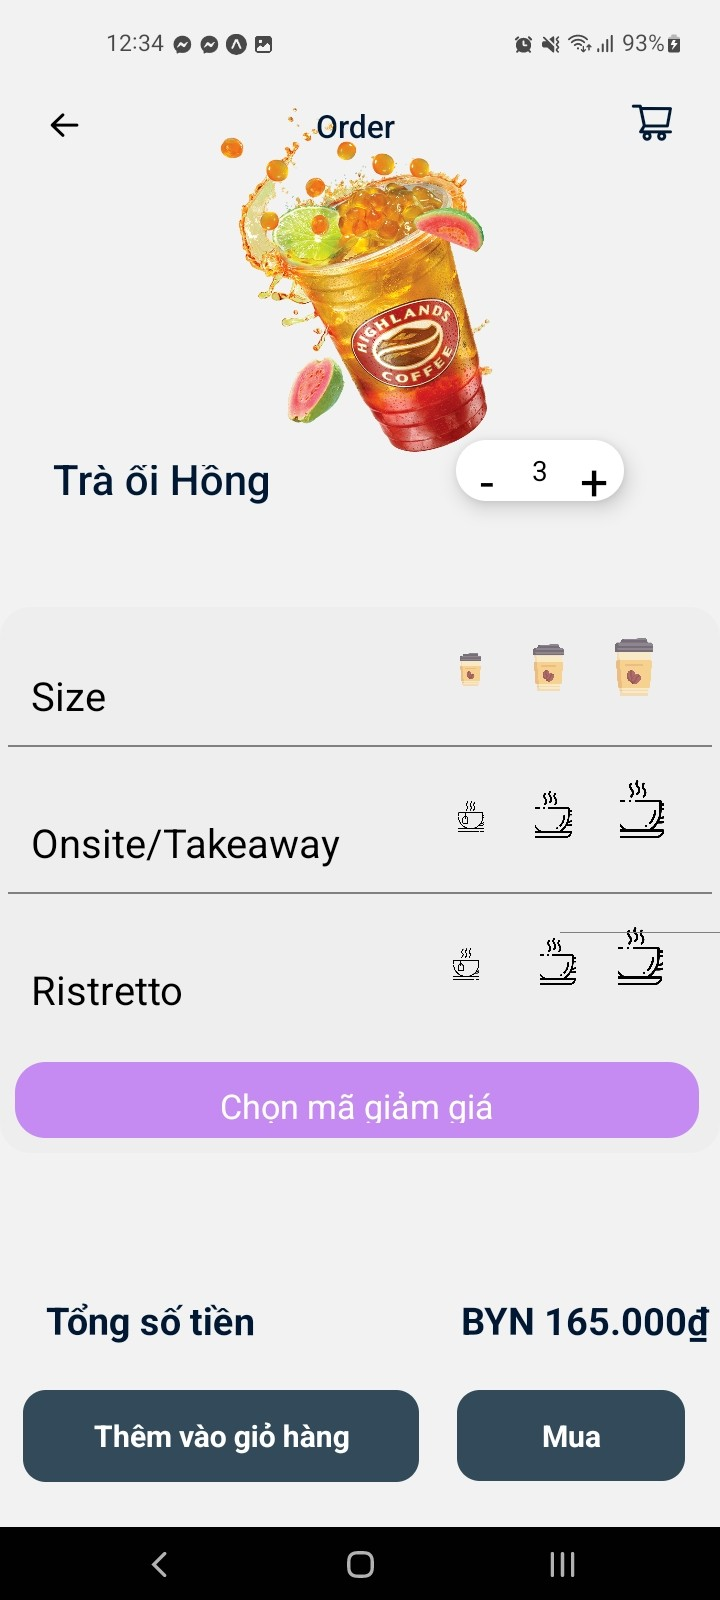 12:34
93%
Order
HIGHLANDS
COFFEE
Trà ổi Hồng
- 3 +
Size
Onsite/Takeaway
Ristretto
Chọn mã giảm giá
Tổng số tiền
BYN 165.000₫
Thêm vào giỏ hàng
Mua